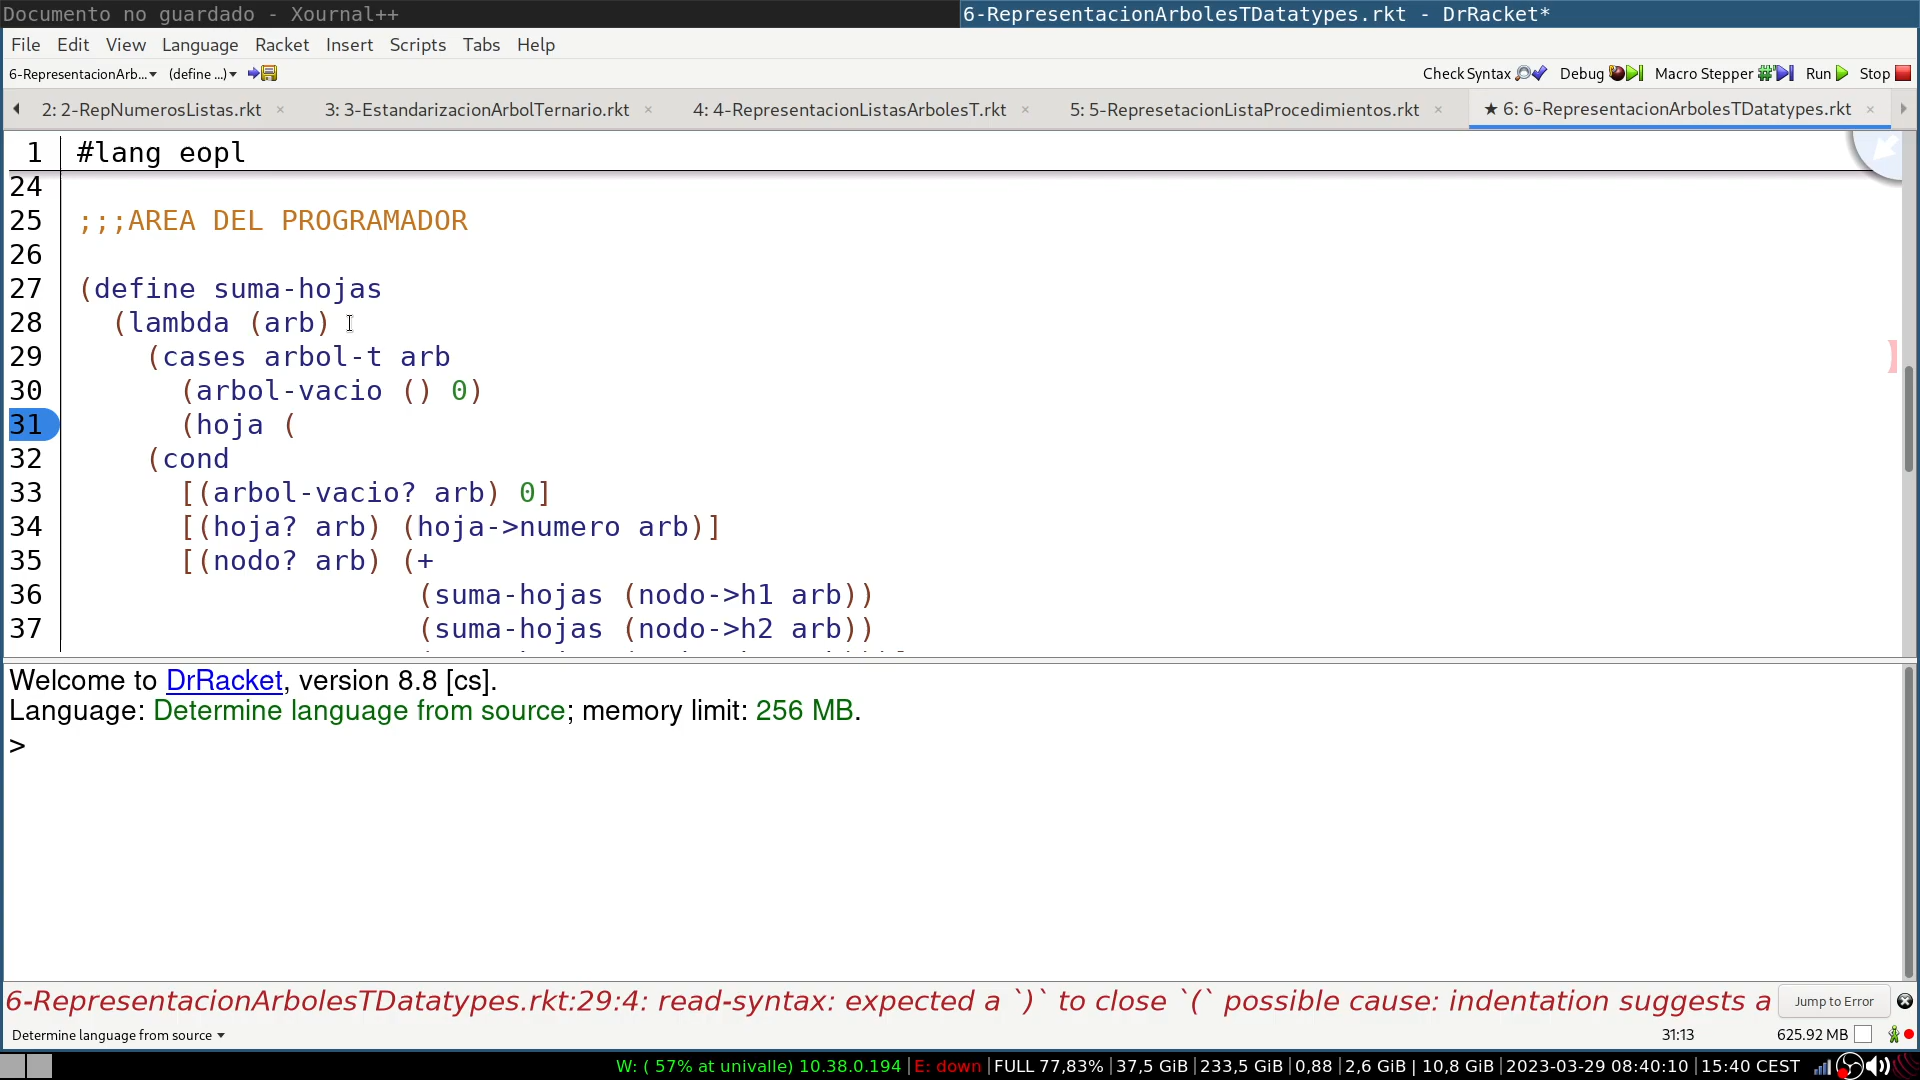 Documento no guardado - Xournal++
6-RepresentacionArbolesTDatatypes.rkt - DrRacket*
File Edit View Language Racket Insert Scripts Tabs Help
6-RepresentacionArb... (define ...)
Check Syntax Debug Macro Stepper Run Stop
2: 2-RepNumerosListas.rkt 3: 3-EstandarizacionArbolTernario.rkt 4: 4-RepresentacionListasArbolesT.rkt 5: 5-RepresetacionListaProcedimientos.rkt ★ 6: 6-RepresentacionArbolesTDatatypes.rkt
1 #lang eopl
24
25 ;;;AREA DEL PROGRAMADOR
26
27 (define suma-hojas
28 (lambda (arb)
29 (cases arbol-t arb
30 (arbol-vacio () 0)
31 (hoja (
32 (cond
33 [(arbol-vacio? arb) 0]
34 [(hoja? arb) (hoja->numero arb)]
35 [(nodo? arb) (+
36 (suma-hojas (nodo->h1 arb))
37 (suma-hojas (nodo->h2 arb))
Welcome to DrRacket, version 8.8 [cs].
Language: Determine language from source; memory limit: 256 MB.
>
6-RepresentacionArbolesTDatatypes.rkt:29:4: read-syntax: expected a `)` to close `(` possible cause: indentation suggests a
Jump to Error
Determine language from source
31:13
625.92 MB
W: ( 57% at univalle) 10.38.0.194 |E: down |FULL 77,83% |37,5 GiB |233,5 GiB |0,88 |2,6 GiB | 10,8 GiB |2023-03-29 08:40:10 |15:40 CEST